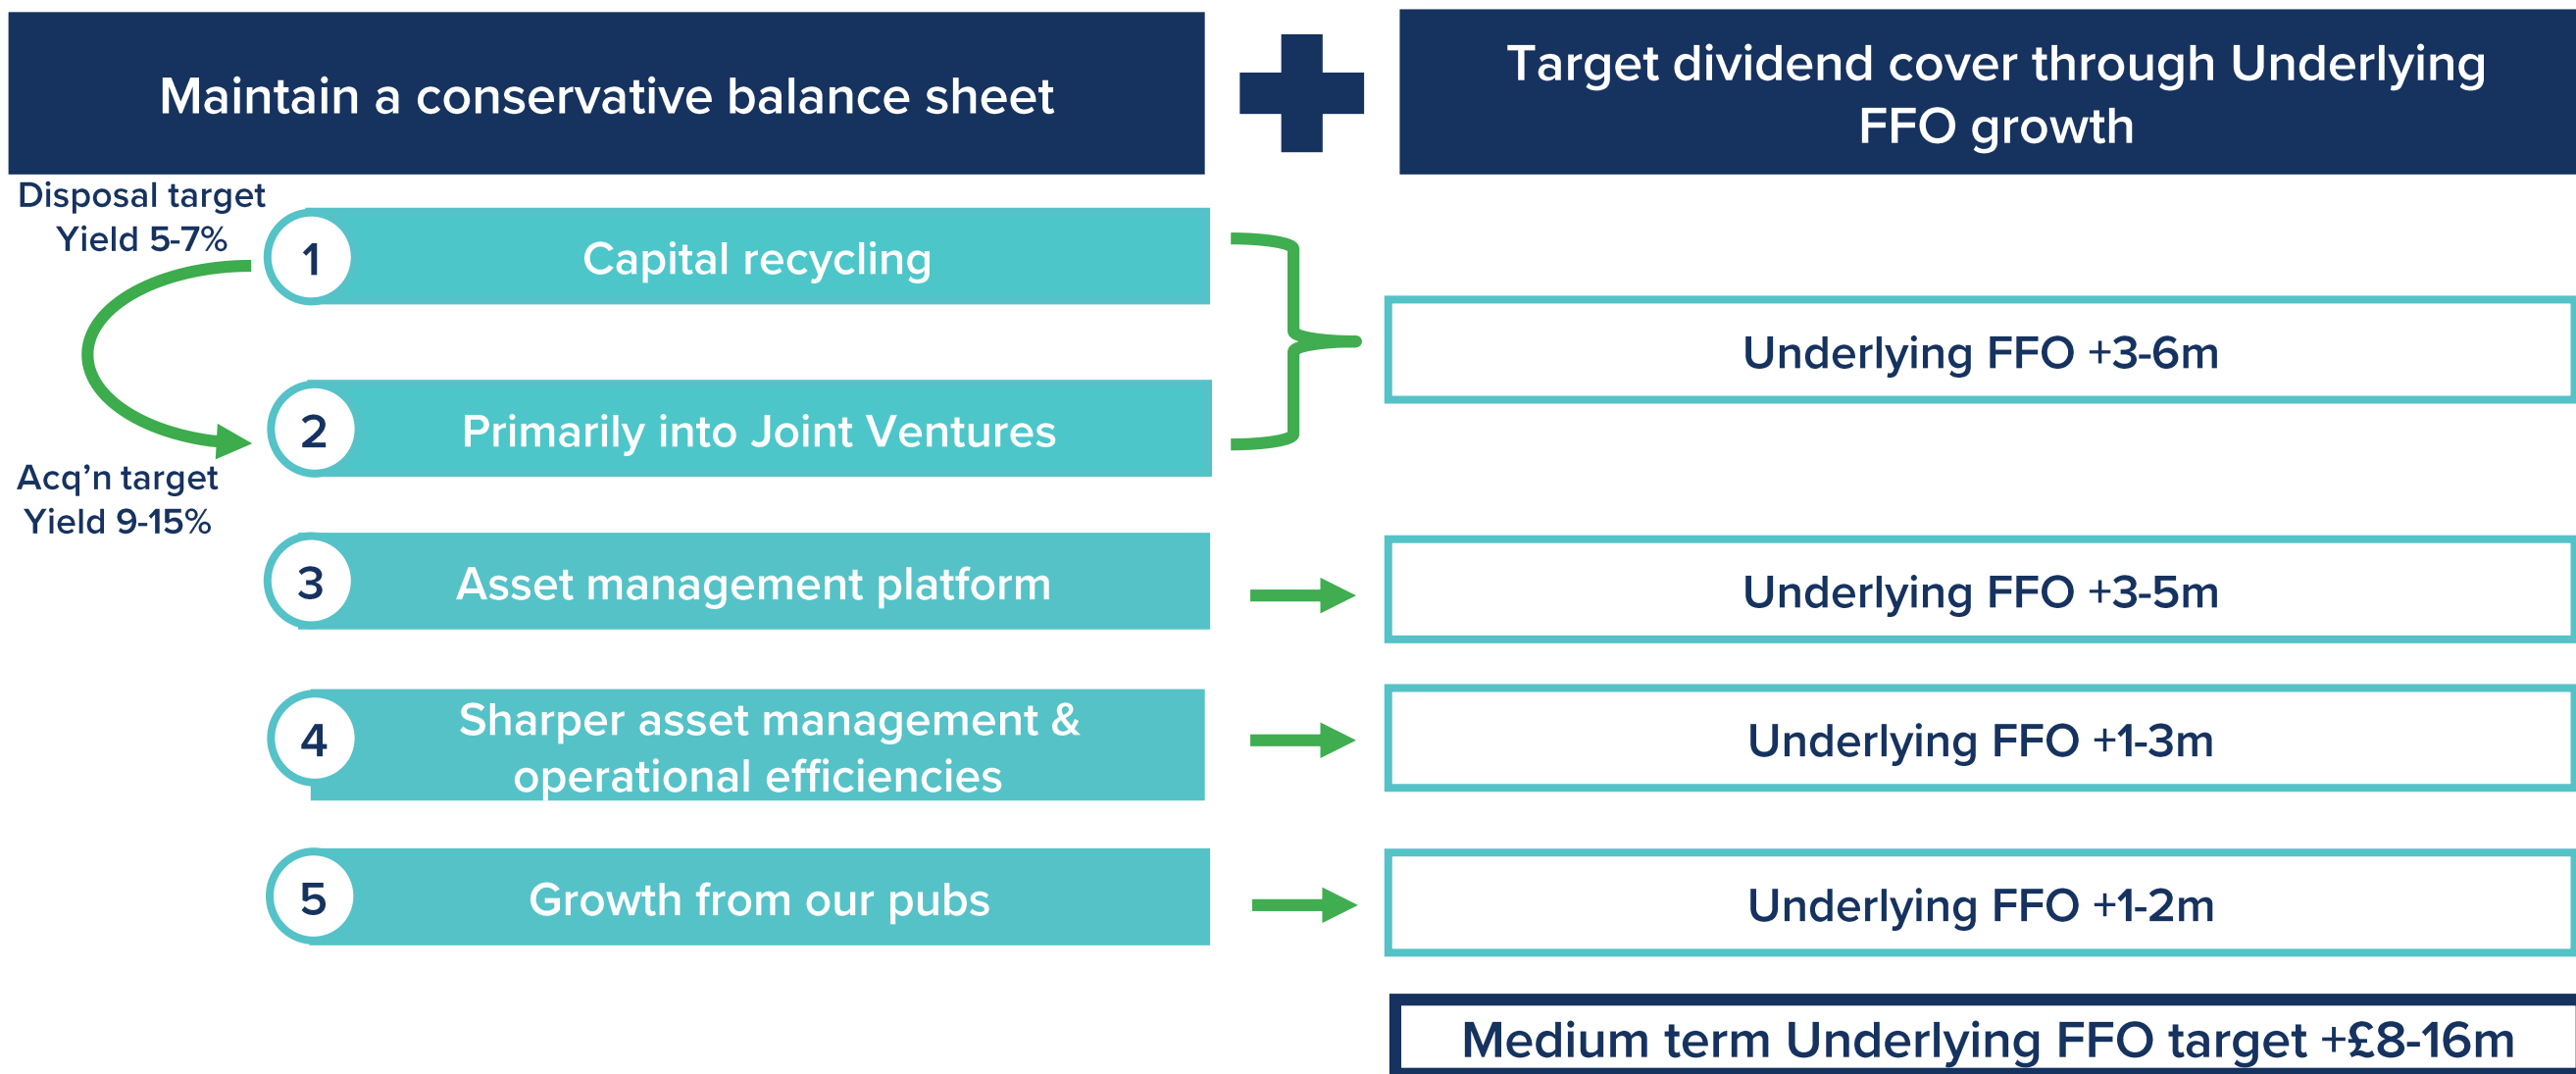 Maintain a conservative balance sheet
Target dividend cover through Underlying
FFO growth
Disposal target
Yield 5-7%
1
Capital recycling
Underlying FFO +3-6m
2
Primarily into Joint Ventures
Acq’n target
Yield 9-15%
3
Asset management platform
Underlying FFO +3-5m
4
Sharper asset management &
operational efficiencies
Underlying FFO +1-3m
5
Growth from our pubs
Underlying FFO +1-2m
Medium term Underlying FFO target +£8-16m